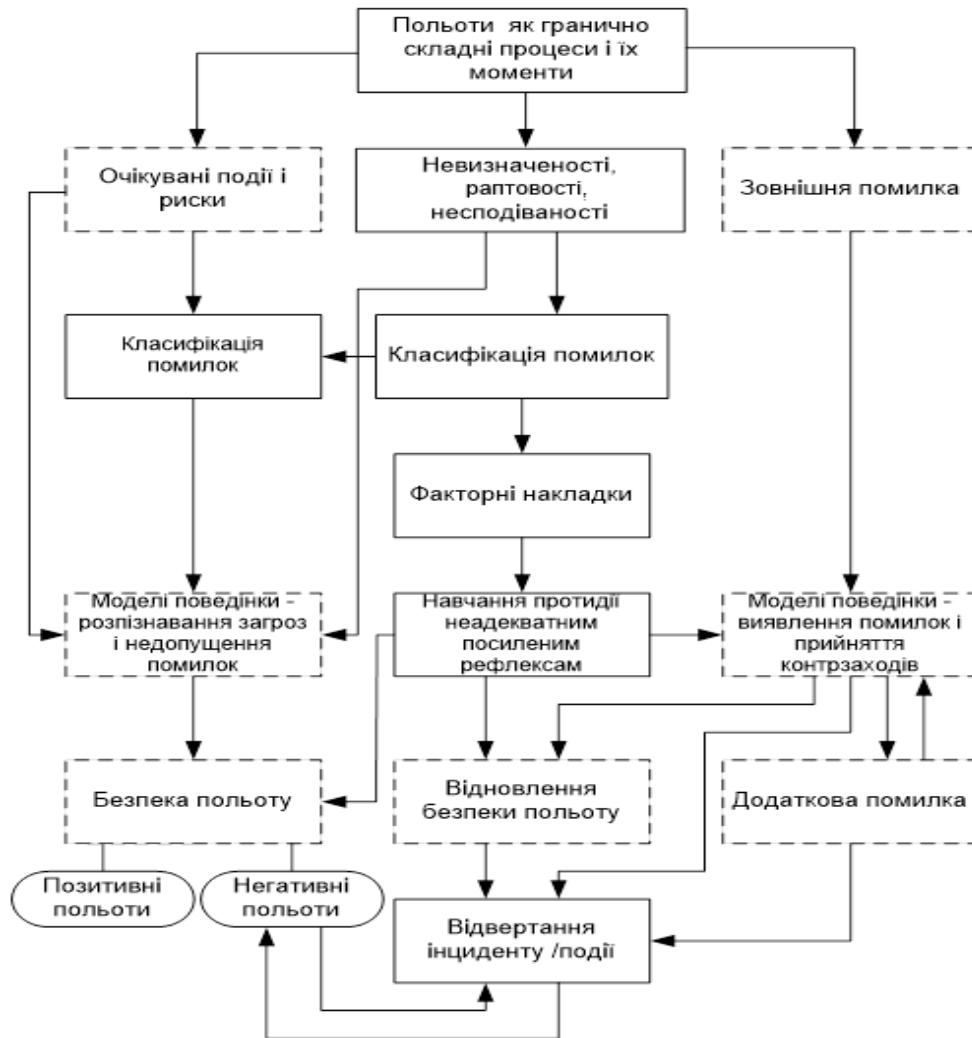 Польоти як гранично
складні процеси і їх
моменти
Очікувані події і
риски
Невизначеності,
раптовості,
несподіваності
Зовнішня помилка
Класифікація
помилок
Класифікація помилок
Факторні накладки
Моделі поведінки -
розпізнавання загроз
і недопущення
помилок
Навчання протидії
неадекватним
посиленим
рефлексам
Моделі поведінки -
виявлення помилок і
прийняття
контрзаходів
Безпека польоту
Відновлення
безпеки польоту
Додаткова помилка
Позитивні
польоти
Негативні
польоти
Відвертання
інциденту /події